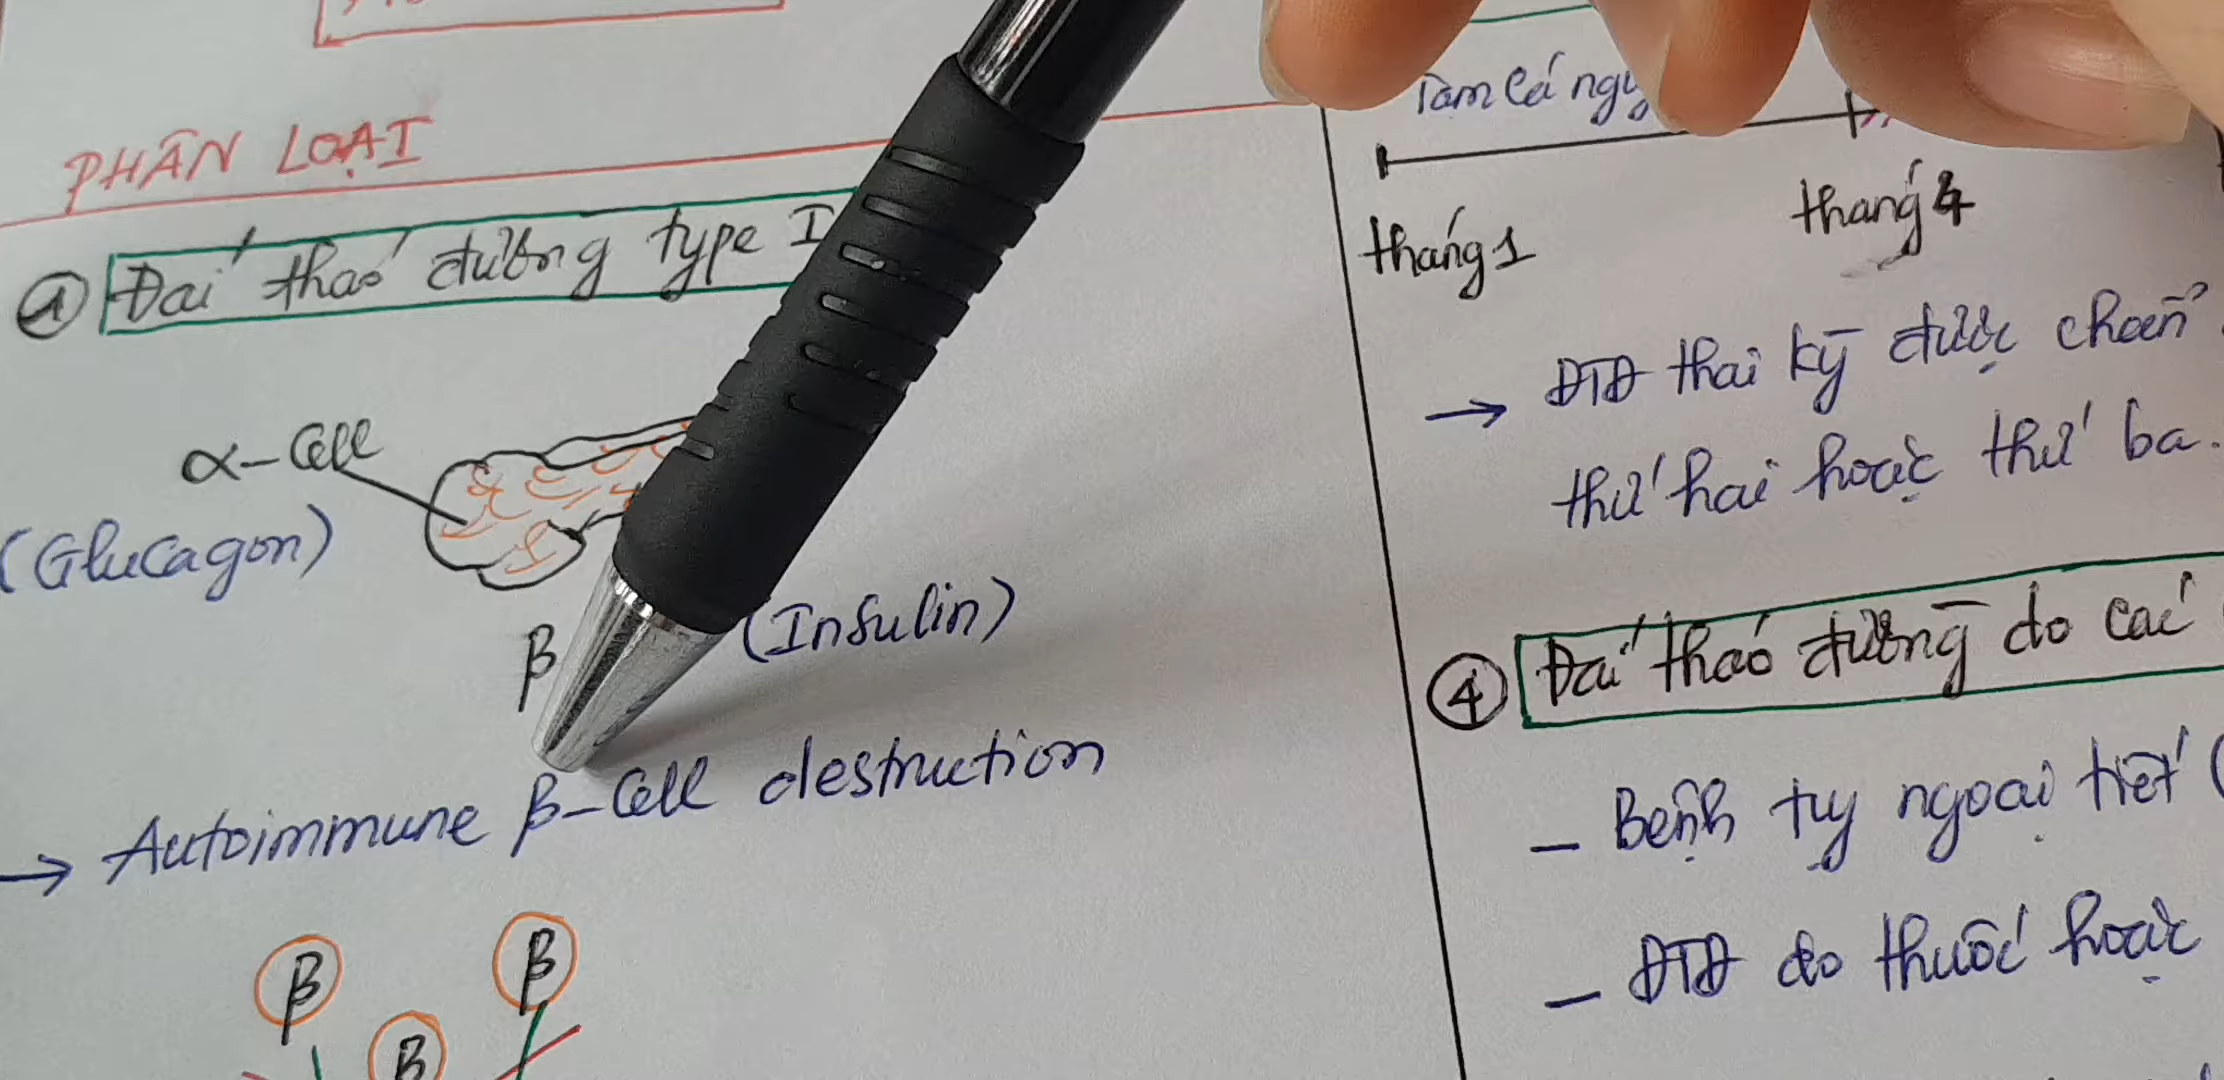 PHÂN LOẠI
① Đái tháo đường type I
α-Cell
(Glucagon)
β
(Insulin)
→ Autoimmune β-Cell destruction
β
β
β
Tam cá
tháng 1
tháng 4
→ ĐTĐ thai kỳ được chẩn
thứ hai hoặc thứ ba.
④ Đái tháo đường do các
- Bệnh tụy ngoại tiết (
- ĐTĐ do thuốc hoặc